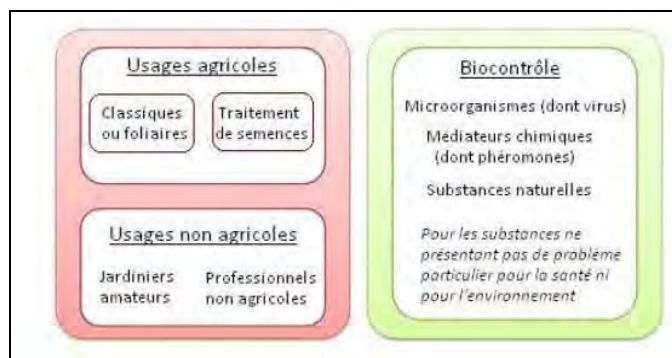 Usages agricoles
Classiques
ou foliaires
Traitement
de semences
Usages non agricoles
Jardiniers
amateurs
Professionnels
non agricoles
Biocontrôle
Microorganismes (dont virus)
Médiateurs chimiques
(dont phéromones)
Substances naturelles
Pour les substances ne
présentant pas de problème
particulier pour la santé ni
pour l'environnement